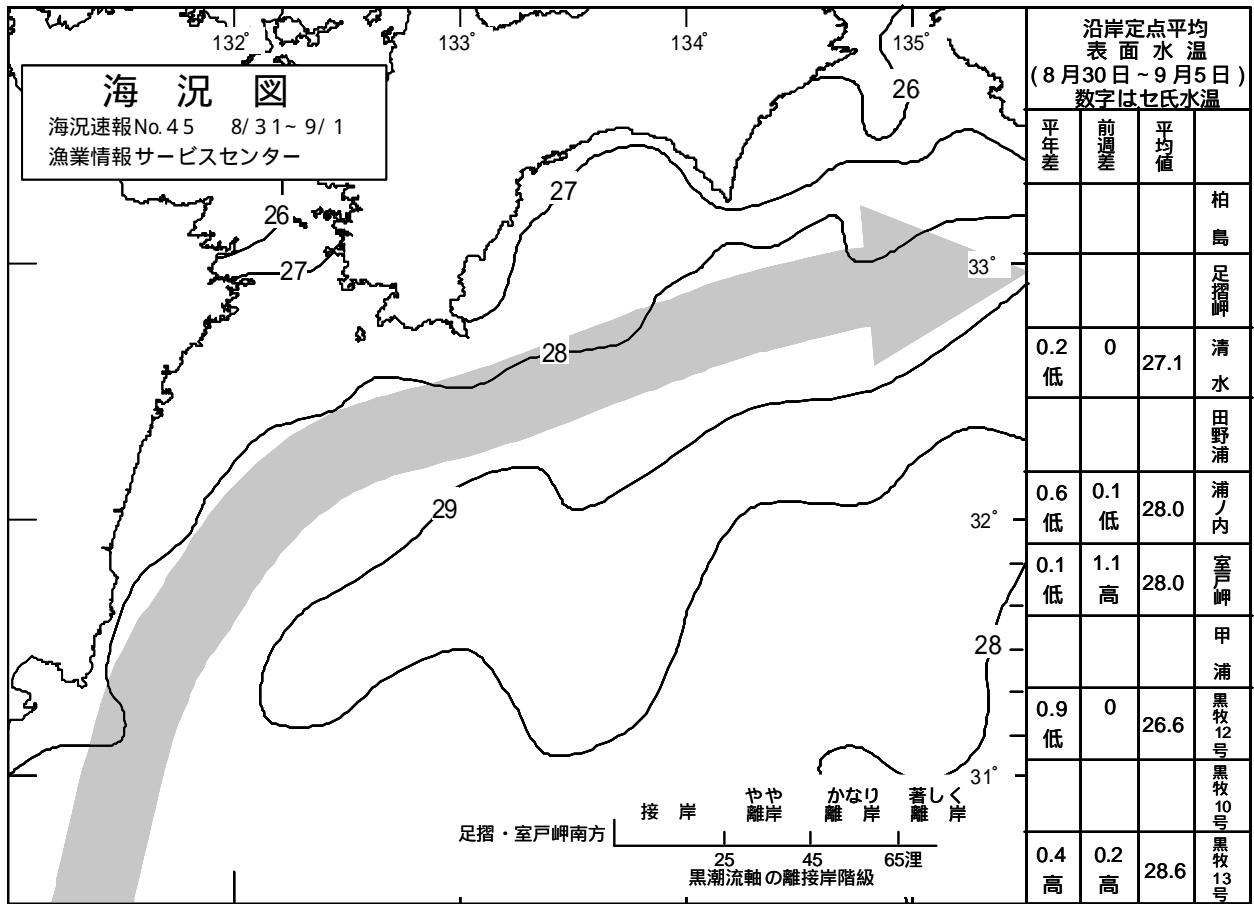 132°
133°
134°
135°
海 況 図
海況速報No.45 8/31~9/1
漁業情報サービスセンター
26
27
26
27
28
33°
29
32°
28
31°
接 岸
やや離岸
かなり離岸
著しく離岸
足摺・室戸岬南方
25
45
65浬
黒潮流軸の離接岸階級
沿岸定点平均
表 面 水 温
(8月30日~9月5日)
数字はセ氏水温
平年差 前週差 平均値
柏島
足摺岬
0.2低 0 27.1 清水
田野浦
0.6低 0.1低 28.0 浦ノ内
0.1低 1.1高 28.0 室戸岬
甲浦
0.9低 0 26.6 黒牧12号
黒牧10号
0.4高 0.2高 28.6 黒牧13号